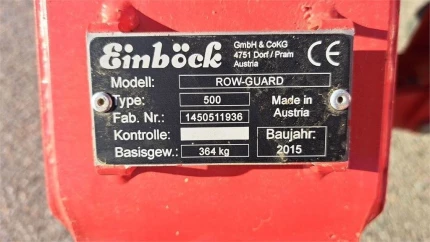 Einböck GmbH & CoKG
4751 Dorf / Pram
Austria
CE
Modell: ROW-GUARD
Type: 500
Made in
Austria
Fab. Nr.: 1450511936
Kontrolle:
Baujahr:
2015
Basisgew.: 364 kg